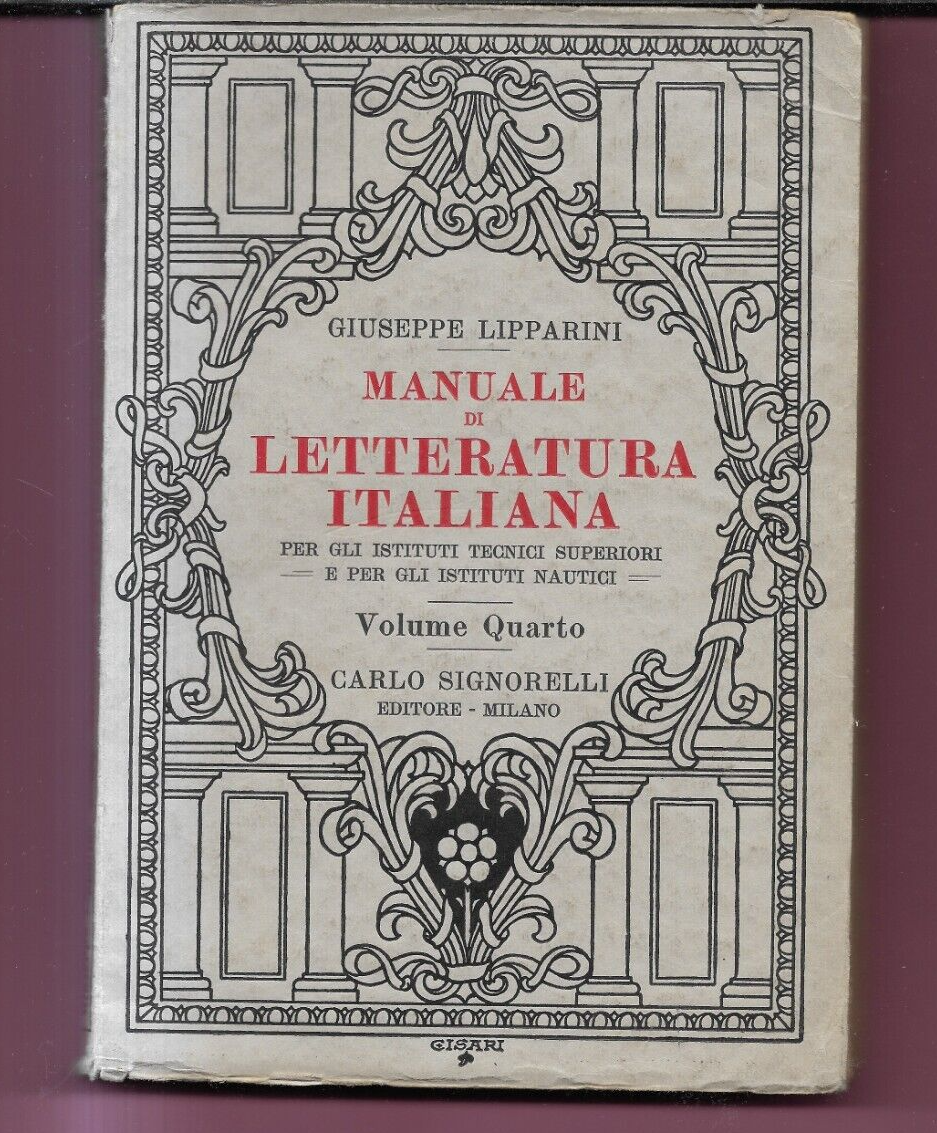 GIUSEPPE LIPPARINI
MANUALE
DI
LETTERATURA
ITALIANA
PER GLI ISTITUTI TECNICI SUPERIORI
E PER GLI ISTITUTI NAUTICI
Volume Quarto
CARLO SIGNORELLI
EDITORE - MILANO
CISARI